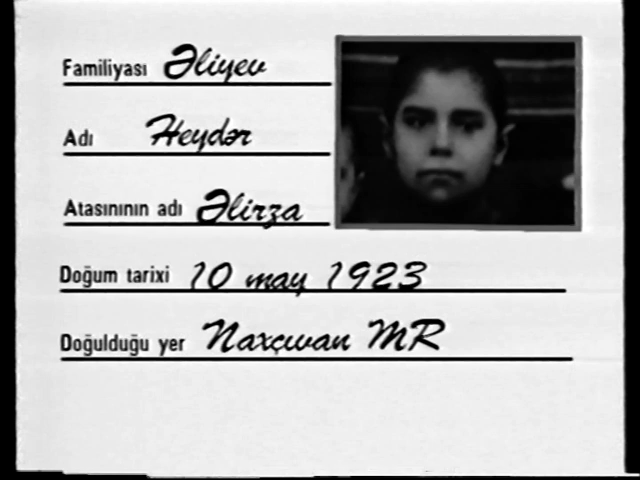 Familiyası Əliyev
Adı Heydər
Atasınının adı Əlirza
Doğum tarixi 10 may 1923
Doğulduğu yer Naxçıvan MR